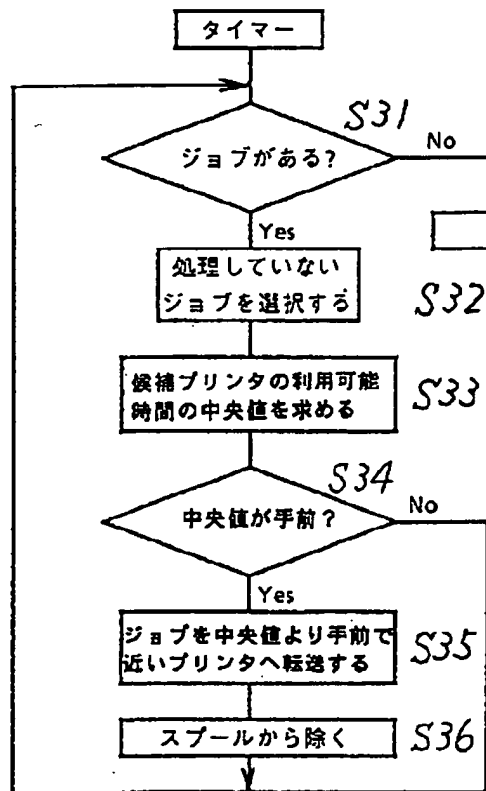 タイマー
S31
ジョブがある?
No
Yes
処理していない
ジョブを選択する
S32
候補プリンタの利用可能
時間の中央値を求める
S33
S34
中央値が手前?
No
Yes
ジョブを中央値より手前で
近いプリンタへ転送する
S35
スプールから除く
S36